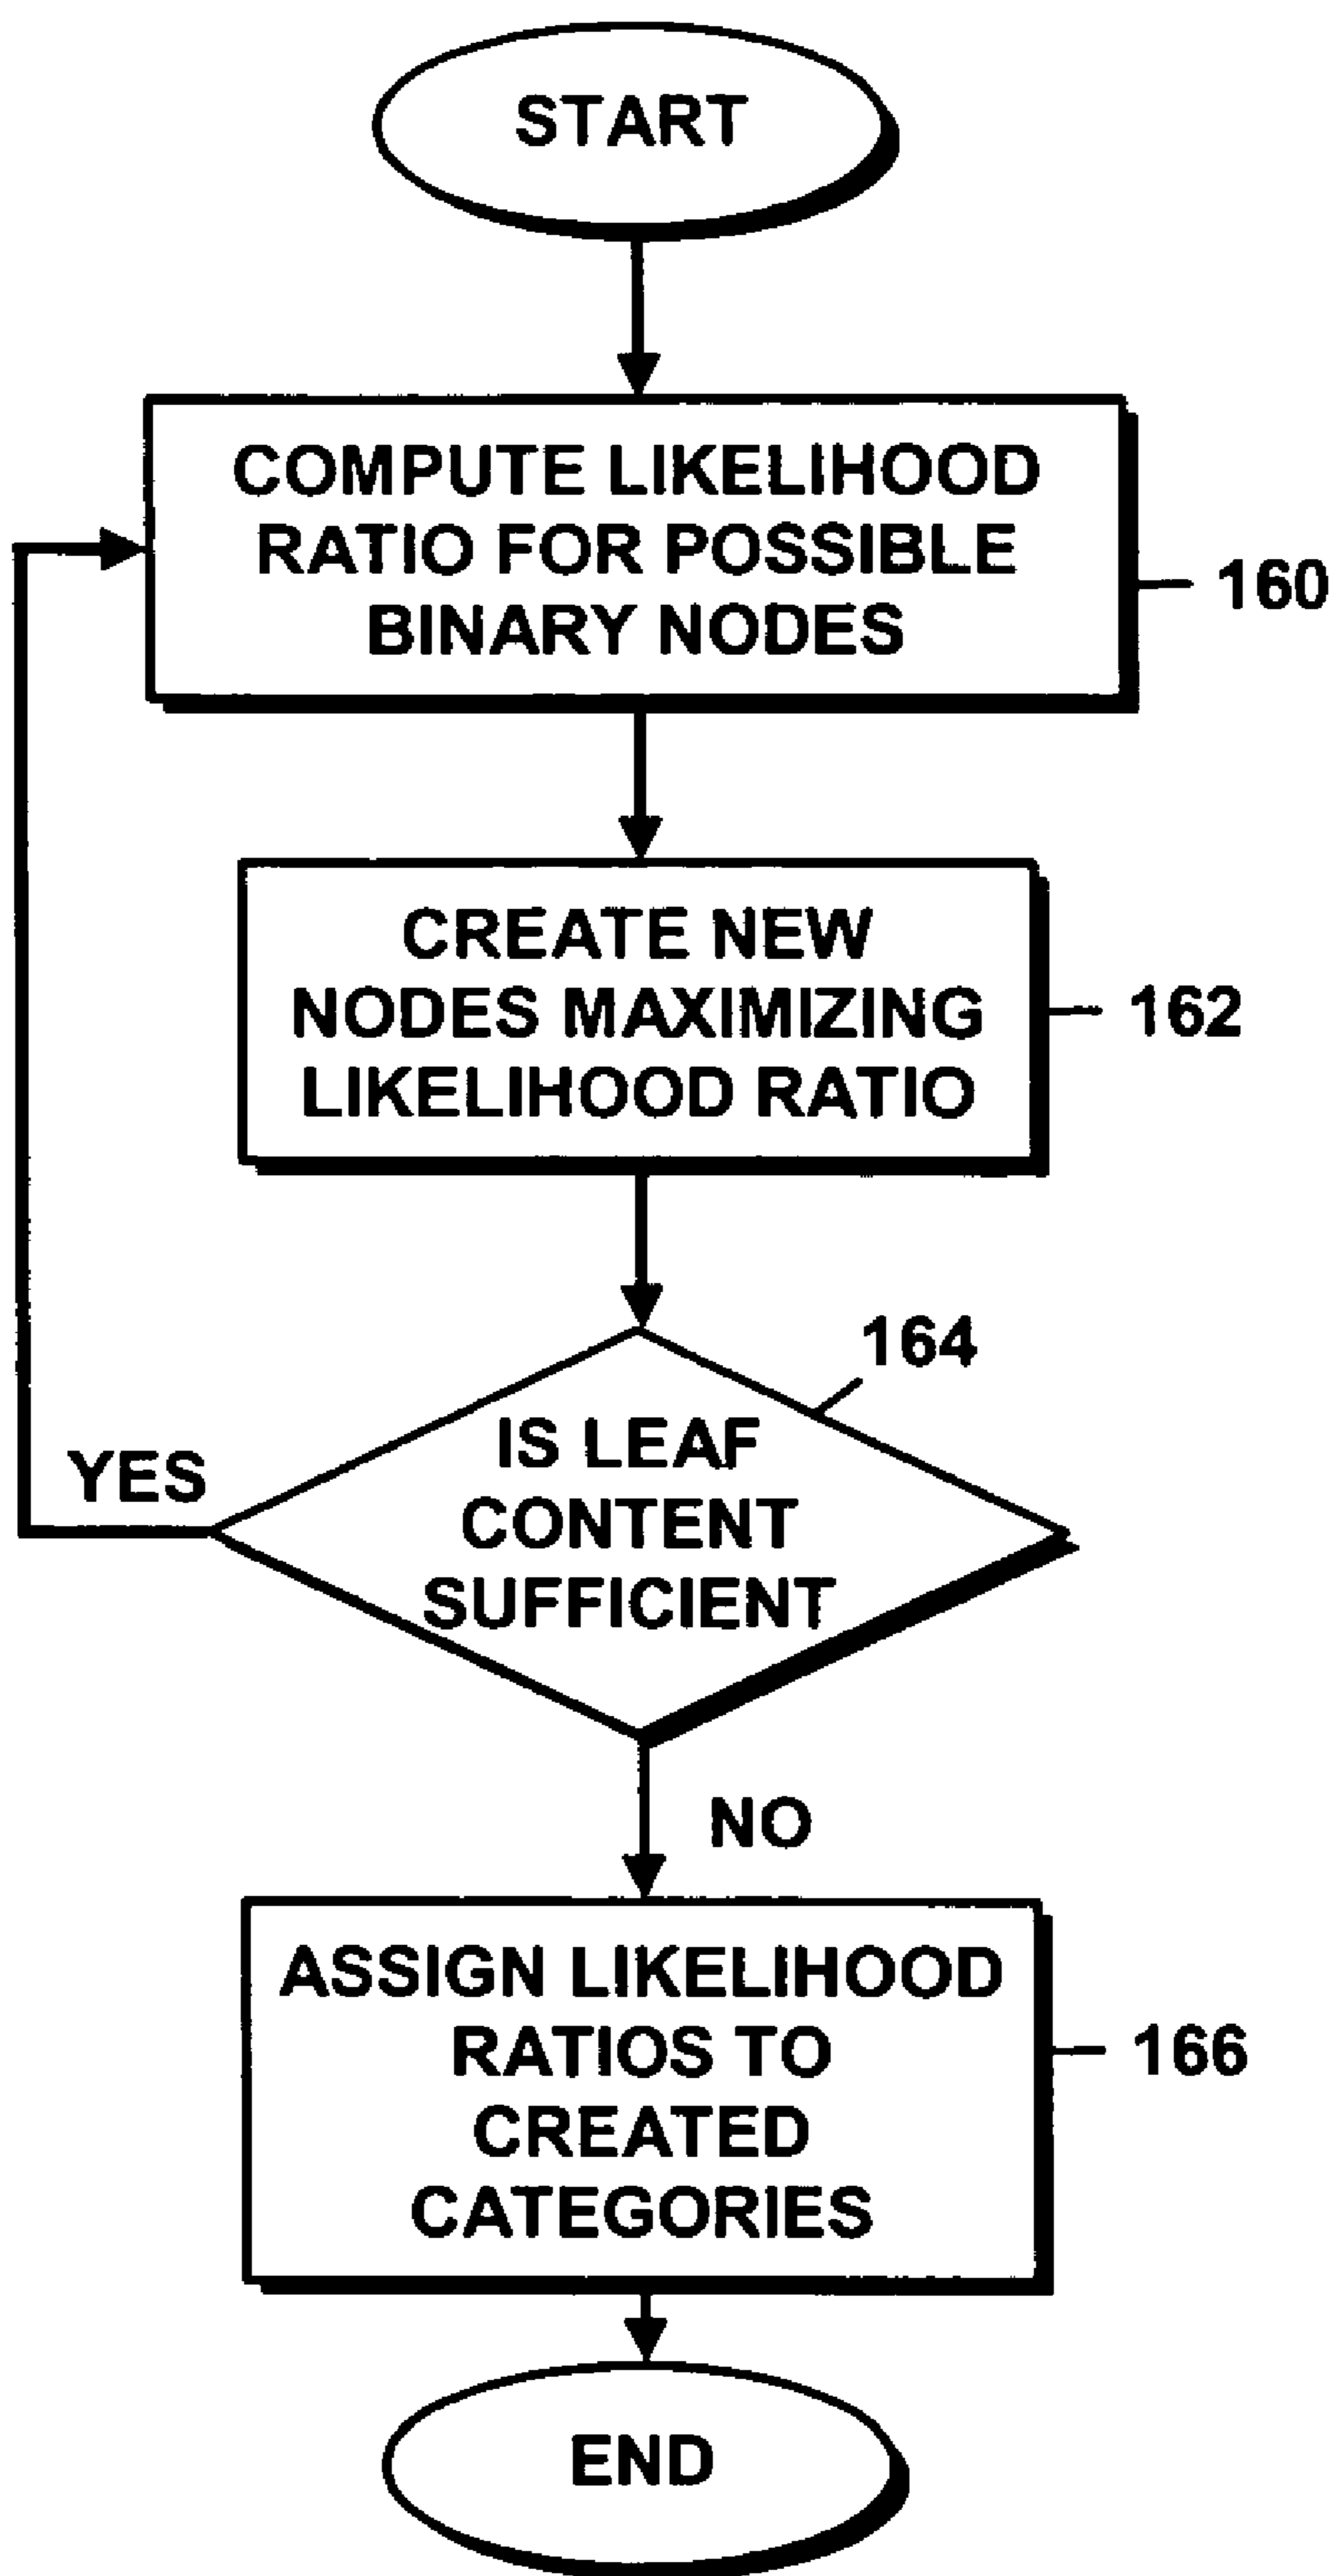 START
COMPUTE LIKELIHOOD
RATIO FOR POSSIBLE
BINARY NODES
160
CREATE NEW
NODES MAXIMIZING
LIKELIHOOD RATIO
162
164
IS LEAF
CONTENT
SUFFICIENT
YES
NO
ASSIGN LIKELIHOOD
RATIOS TO
CREATED
CATEGORIES
166
END